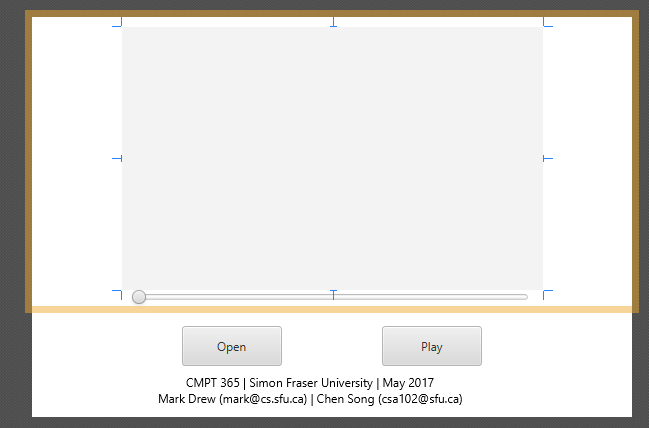 Open
Play
CMPT 365 | Simon Fraser University | May 2017
Mark Drew (mark@cs.sfu.ca) | Chen Song (csa102@sfu.ca)